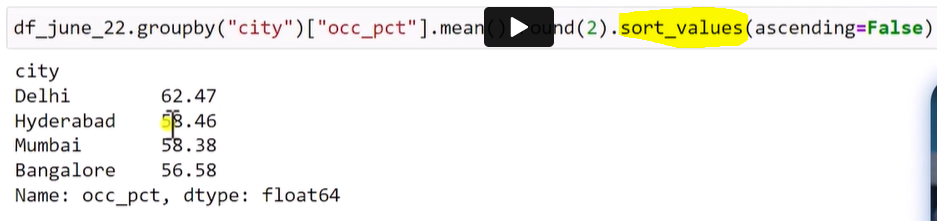 df_june_22.groupby("city")["occ_pct"].mean() und(2).sort_values(ascending=False)
city
Delhi 62.47
Hyderabad 58.46
Mumbai 58.38
Bangalore 56.58
Name: occ_pct, dtype: float64